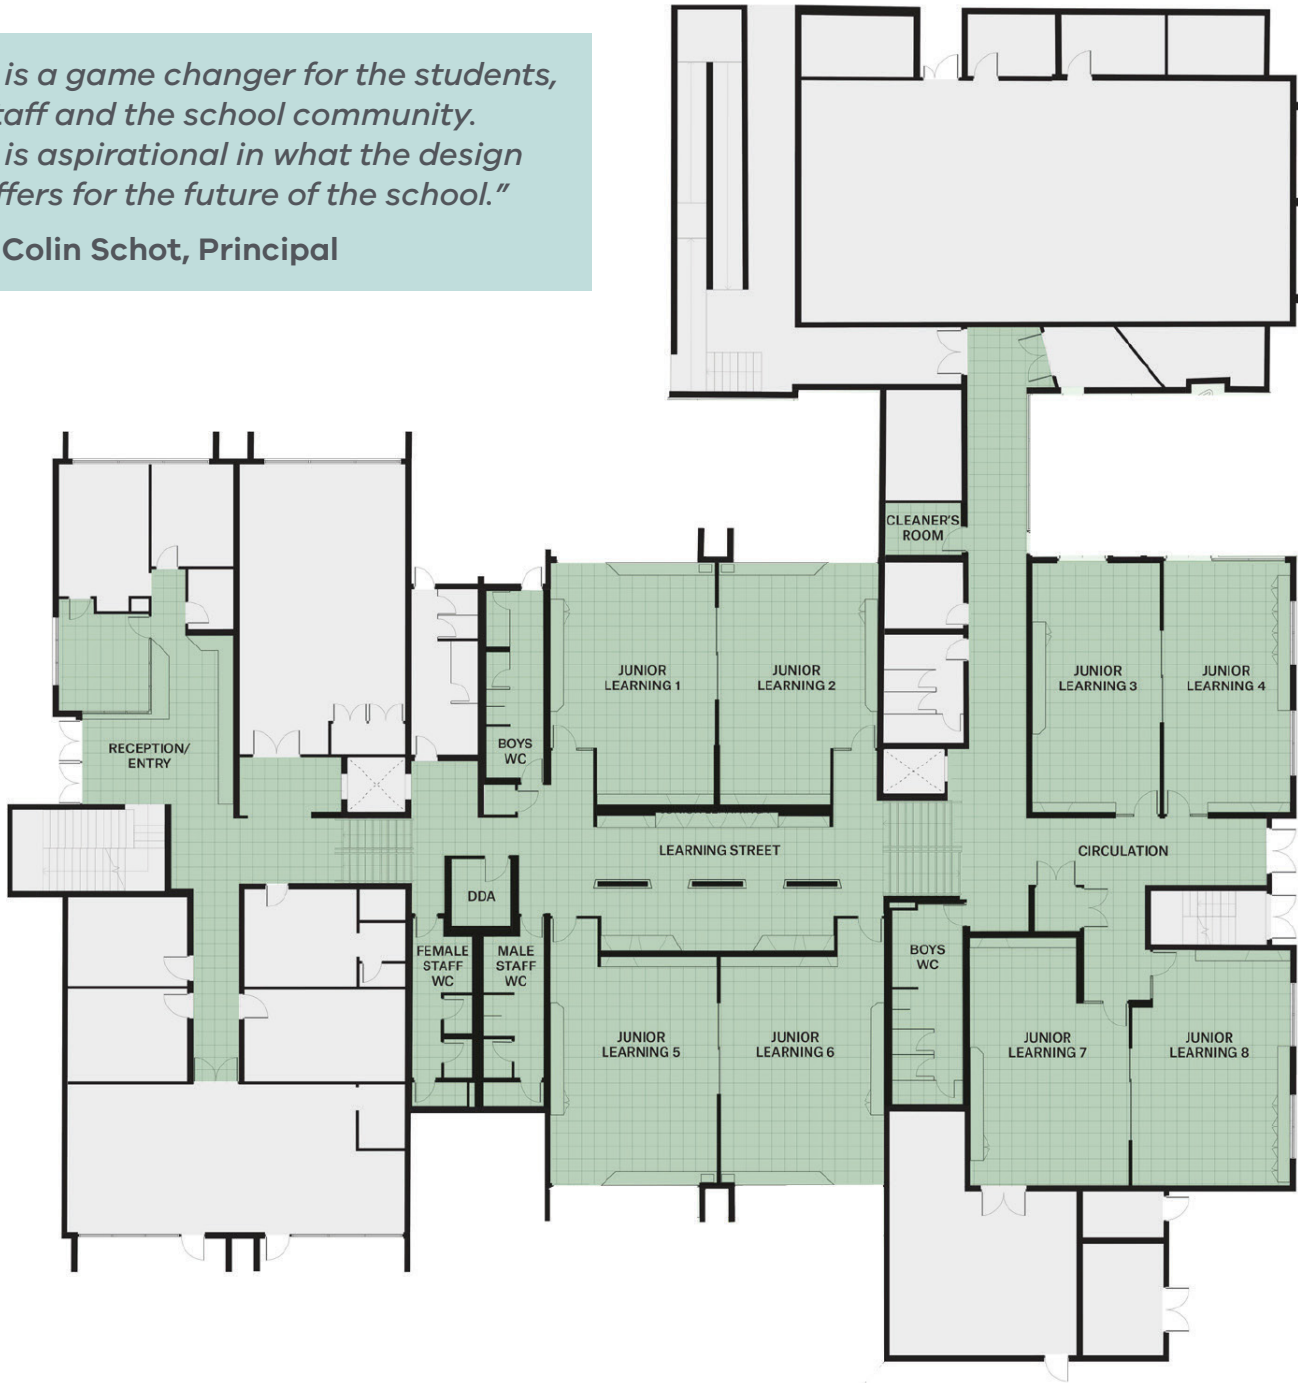 is a game changer for the students,
taff and the school community.
is aspirational in what the design
ffers for the future of the school.”
Colin Schot, Principal
CLEANER'S
ROOM
JUNIOR
LEARNING 1
JUNIOR
LEARNING 2
JUNIOR
LEARNING 3
JUNIOR
LEARNING 4
RECEPTION/
ENTRY
BOYS
WC
LEARNING STREET
CIRCULATION
DDA
FEMALE
STAFF
WC
MALE
STAFF
WC
BOYS
WC
JUNIOR
LEARNING 5
JUNIOR
LEARNING 6
JUNIOR
LEARNING 7
JUNIOR
LEARNING 8